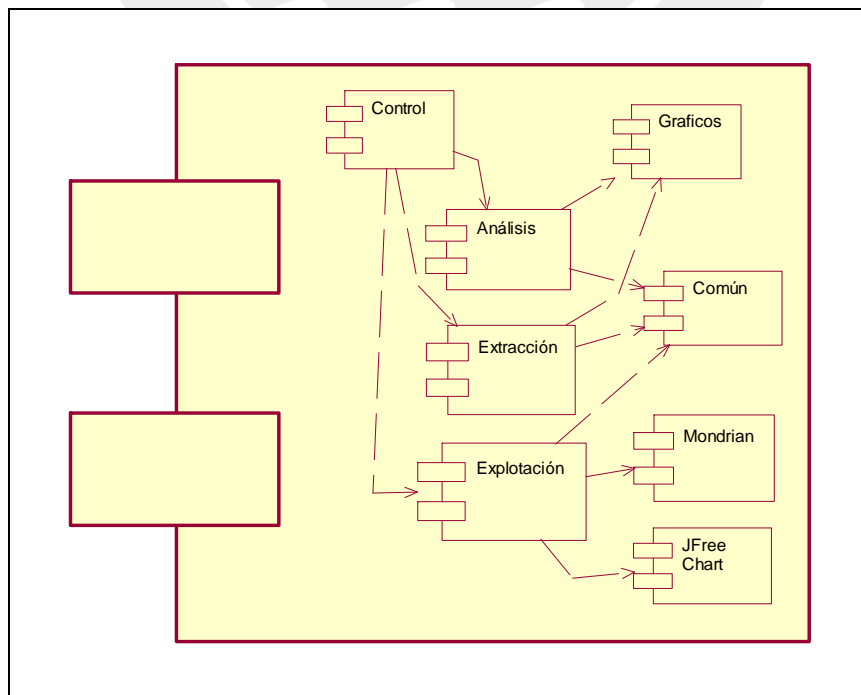 Control
Graficos
Análisis
Común
Extracción
Mondrian
Explotación
JFree
Chart